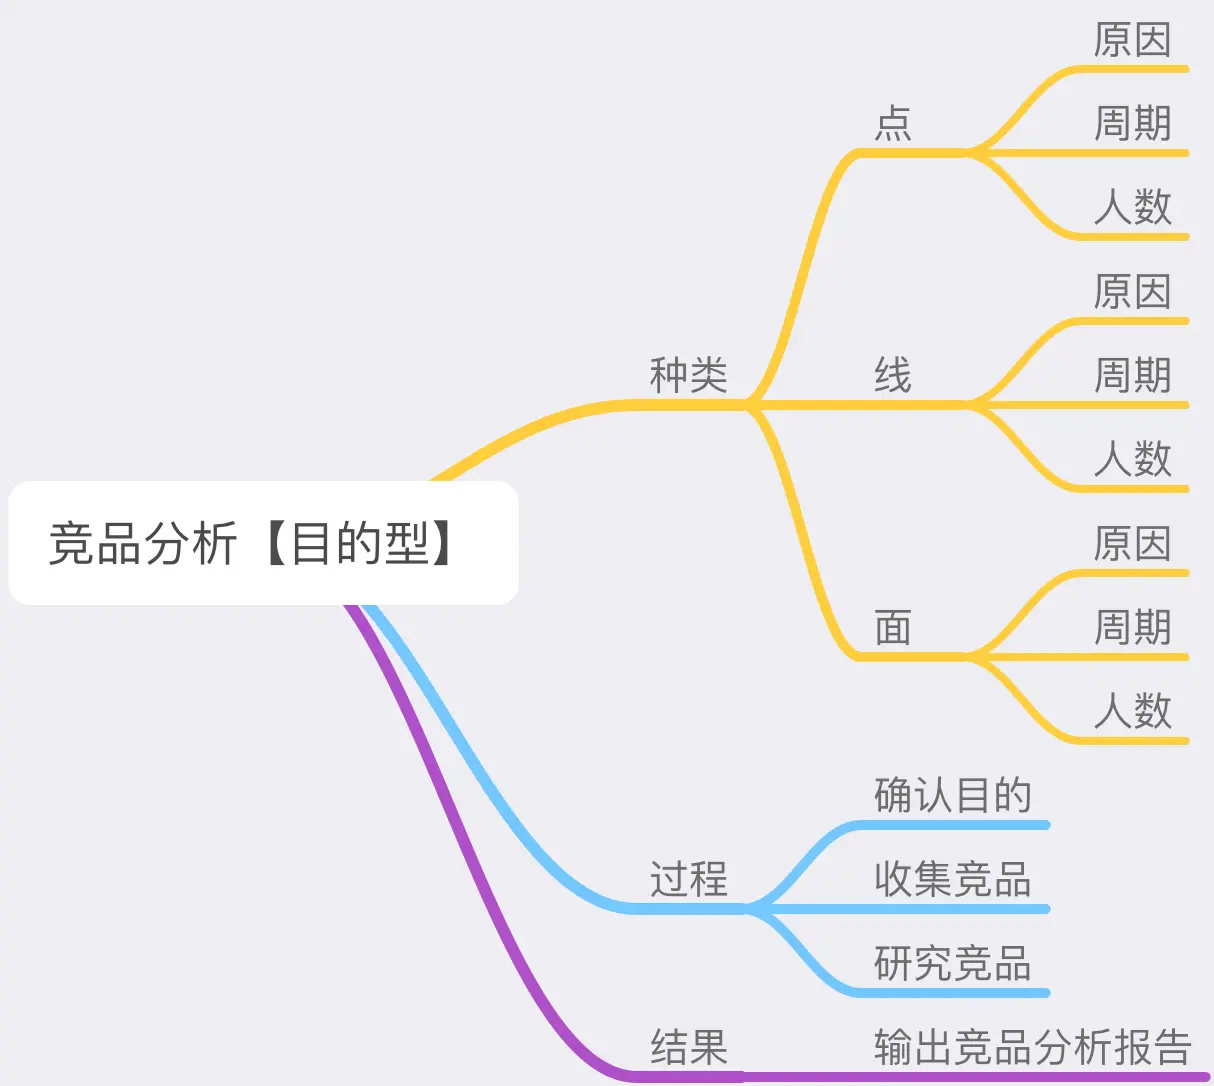 竞品分析【目的型】
种类
点
原因
周期
人数
线
原因
周期
人数
面
原因
周期
人数
过程
确认目的
收集竞品
研究竞品
结果
输出竞品分析报告